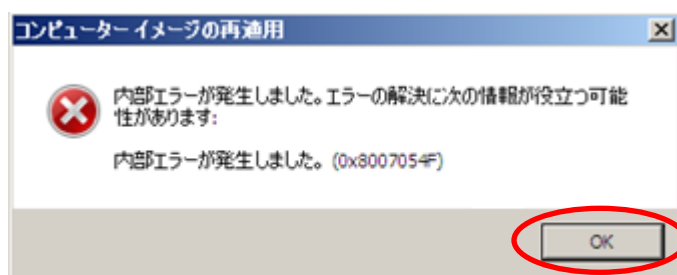 コンピューター イメージの再適用
内部エラーが発生しました。エラーの解決に次の情報が役立つ可能
性があります:
内部エラーが発生しました。(0x8007054F)
OK